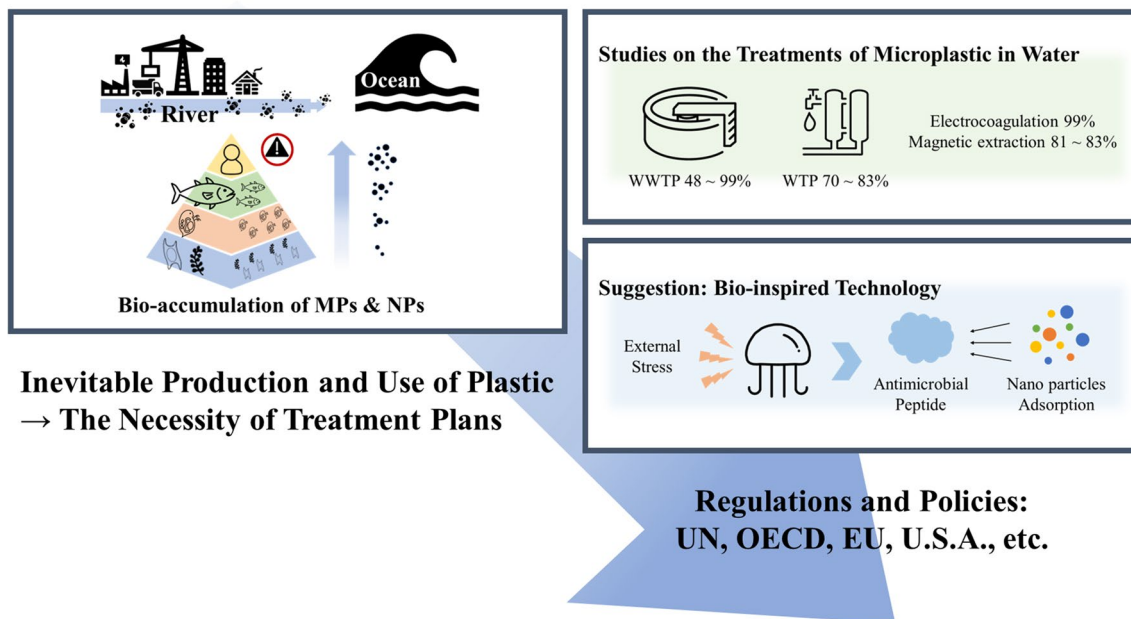 Ocean
River
Bio-accumulation of MPs & NPs
Inevitable Production and Use of Plastic
→ The Necessity of Treatment Plans
Studies on the Treatments of Microplastic in Water
Electrocoagulation 99%
Magnetic extraction 81 ~ 83%
WWTP 48 ~ 99%
WTP 70 ~ 83%
Suggestion: Bio-inspired Technology
External
Stress
Antimicrobial
Peptide
Nano particles
Adsorption
Regulations and Policies:
UN, OECD, EU, U.S.A., etc.